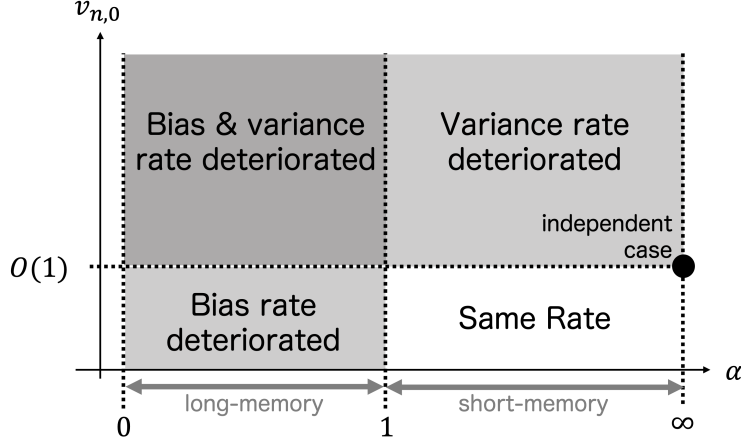 v_{n,0}
Bias & variance
rate deteriorated
Variance rate
deteriorated
independent
case
O(1)
Bias rate
deteriorated
Same Rate
α
long-memory
short-memory
0
1
∞